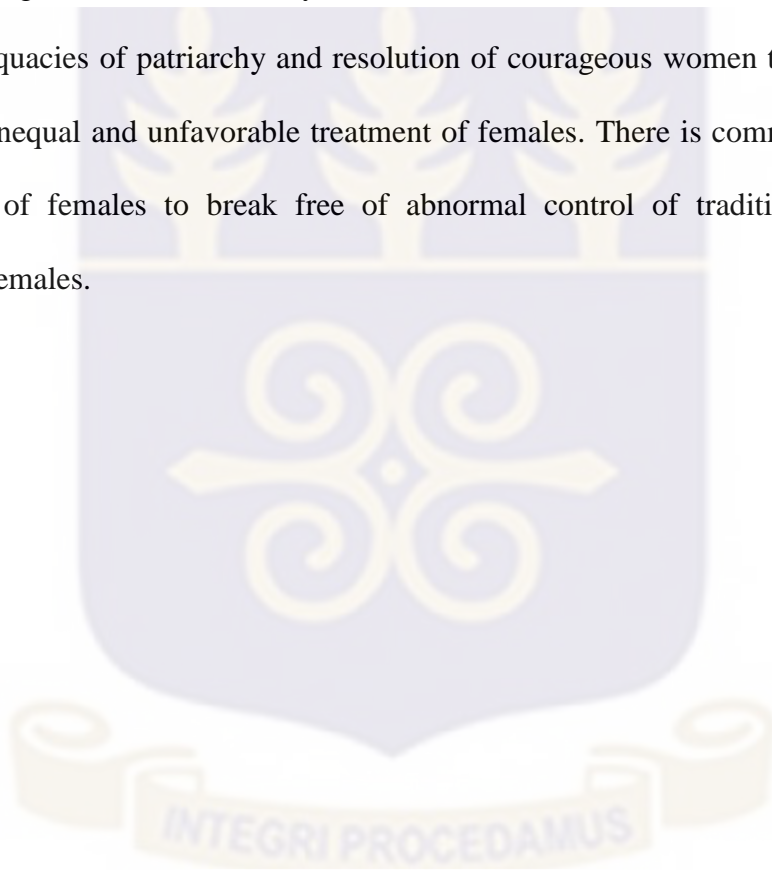 quacies of patriarchy and resolution of courageous women t
nequal and unfavorable treatment of females. There is comm
of females to break free of abnormal control of traditi
emales.
INTEGRI PROCEDAMUS